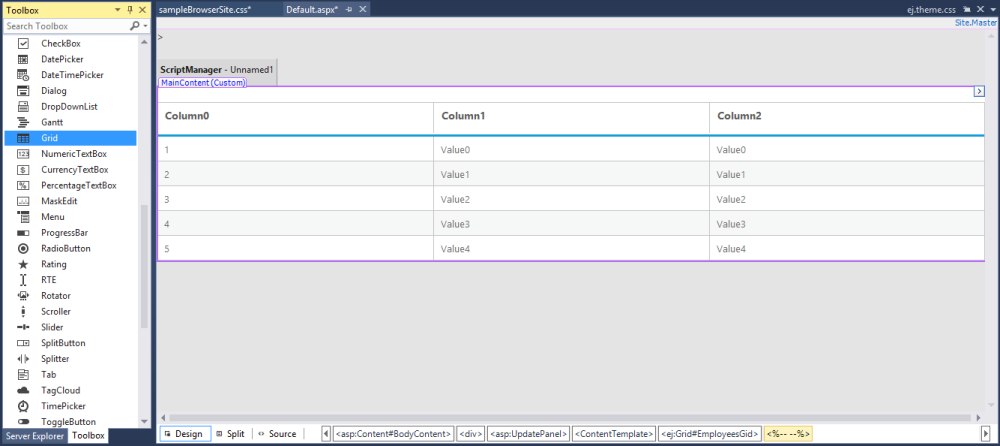 Toolbox
Search Toolbox
CheckBox
DatePicker
DateTimePicker
Dialog
DropDownList
Gantt
Grid
NumericTextBox
CurrencyTextBox
PercentageTextBox
MaskEdit
Menu
ProgressBar
RadioButton
Rating
RTE
Rotator
Scroller
Slider
SplitButton
Splitter
Tab
TagCloud
TimePicker
ToggleButton
Server Explorer Toolbox
sampleBrowserSite.css* Default.aspx* ej.theme.css
Site.Master
>
ScriptManager - Unnamed1
MainContent (Custom)
Column0 Column1 Column2
1 Value0 Value0
2 Value1 Value1
3 Value2 Value2
4 Value3 Value3
5 Value4 Value4
Design Split Source <asp:Content#BodyContent> <div> <asp:UpdatePanel> <ContentTemplate> <ej:Grid#EmployeesGid> <%-- --%>